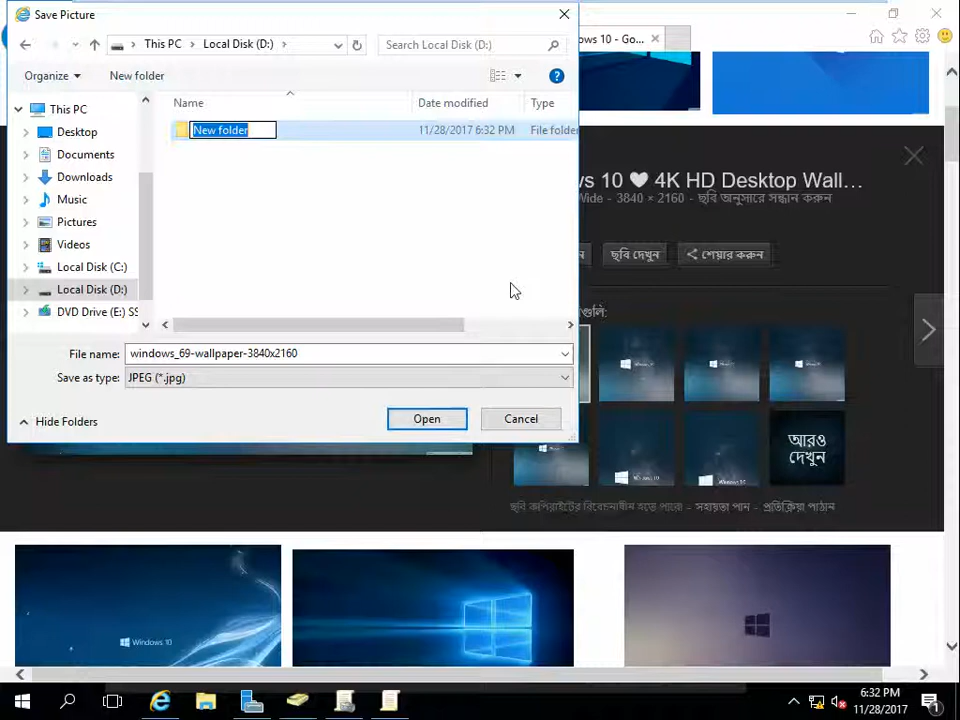 Save Picture
This PC
Local Disk (D:)
Search Local Disk (D:)
Organize
New folder
This PC
Desktop
Documents
Downloads
Music
Pictures
Videos
Local Disk (C:)
Local Disk (D:)
DVD Drive (E:) SS
Name
Date modified
Type
New folder
11/28/2017 6:32 PM
File folder
File name:
windows_69-wallpaper-3840x2160
Save as type:
JPEG (*.jpg)
Hide Folders
Open
Cancel
ows 10 - Go...
ws 10 ♥ 4K HD Desktop Wall...
Wide - 3840 × 2160 - ছবি অনুসারে সন্ধান করুন
ছবি দেখুন
শেয়ার করুন
আরও
দেখুন
ছবি কপিরাইটের বিবেচনাধীন হতে পারে। - সহায়তা পান - প্রতিক্রিয়া পাঠান
Windows 10
6:32 PM
11/28/2017
1